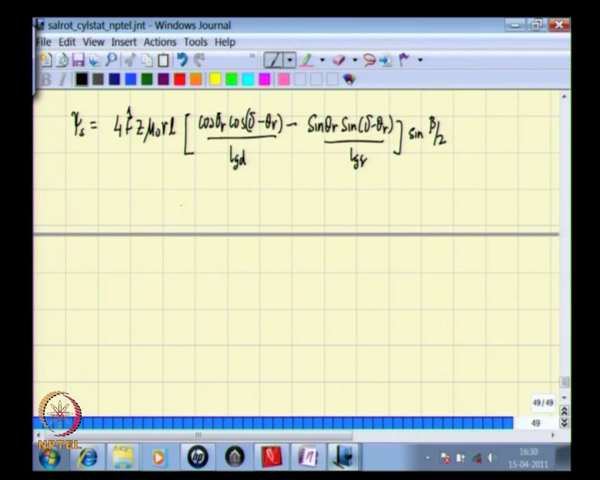 salrot_cylstat_nptel.jnt - Windows Journal
File Edit View Insert Actions Tools Help
B I
Ψs = 4 F̂ z μ0 r l [ cosθr cos(δ-θr) / lgd − sinθr sin(δ-θr) / lgq ] sin β/2
49/49
49
NPTEL
16:30
15-04-2011